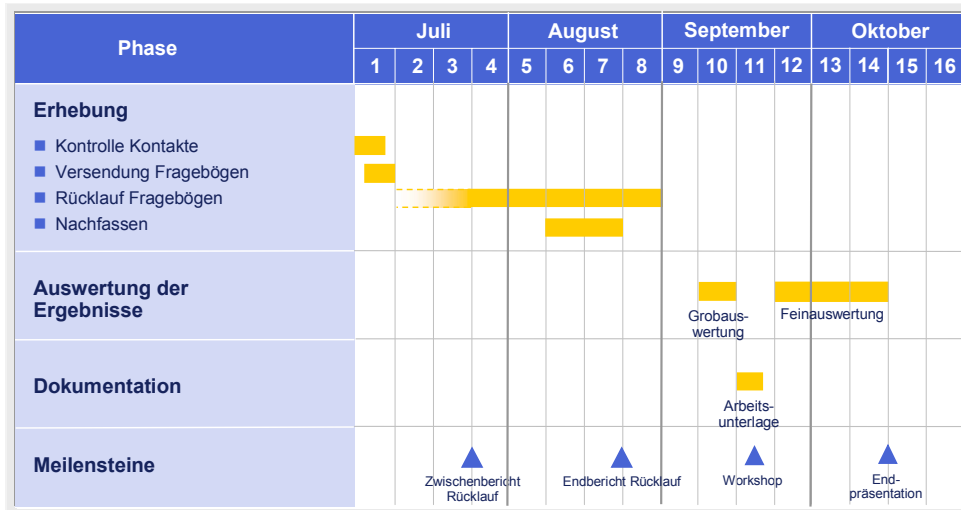 Phase
Juli August September Oktober
1 2 3 4 5 6 7 8 9 10 11 12 13 14 15 16
Erhebung
Kontrolle Kontakte
Versendung Fragebögen
Rücklauf Fragebögen
Nachfassen
Auswertung der
Ergebnisse
Grobaus-
wertung
Feinauswertung
Dokumentation
Arbeits-
unterlage
Meilensteine
Zwischenbericht
Rücklauf
Endbericht Rücklauf
Workshop
End-
präsentation